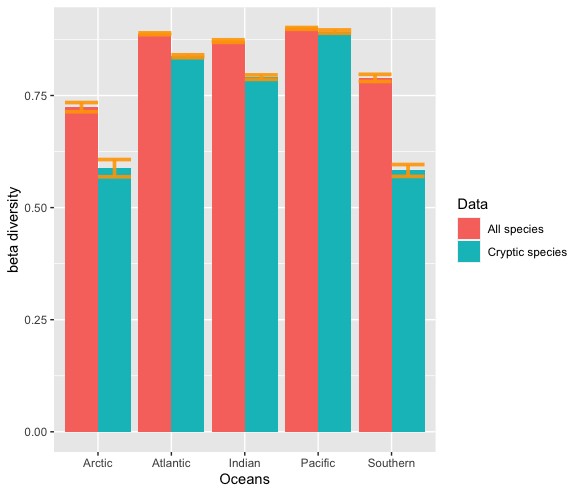 beta diversity
0.75
0.50
0.25
0.00
Arctic Atlantic Indian Pacific Southern
Oceans
Data
All species
Cryptic species